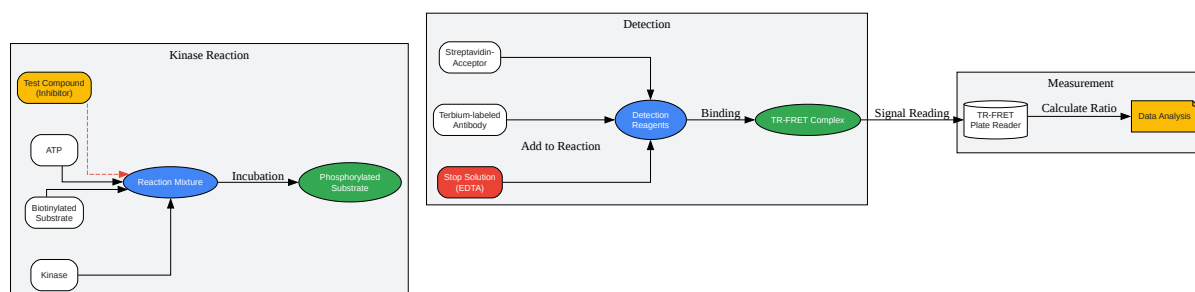 Kinase Reaction
Test Compound
(Inhibitor)
ATP
Biotinylated
Substrate
Kinase
Reaction Mixture
Incubation
Phosphorylated
Substrate
Detection
Streptavidin-
Acceptor
Terbium-labeled
Antibody
Add to Reaction
Stop Solution
(EDTA)
Detection
Reagents
Binding
TR-FRET Complex
Signal Reading
Measurement
TR-FRET
Plate Reader
Calculate Ratio
Data Analysis